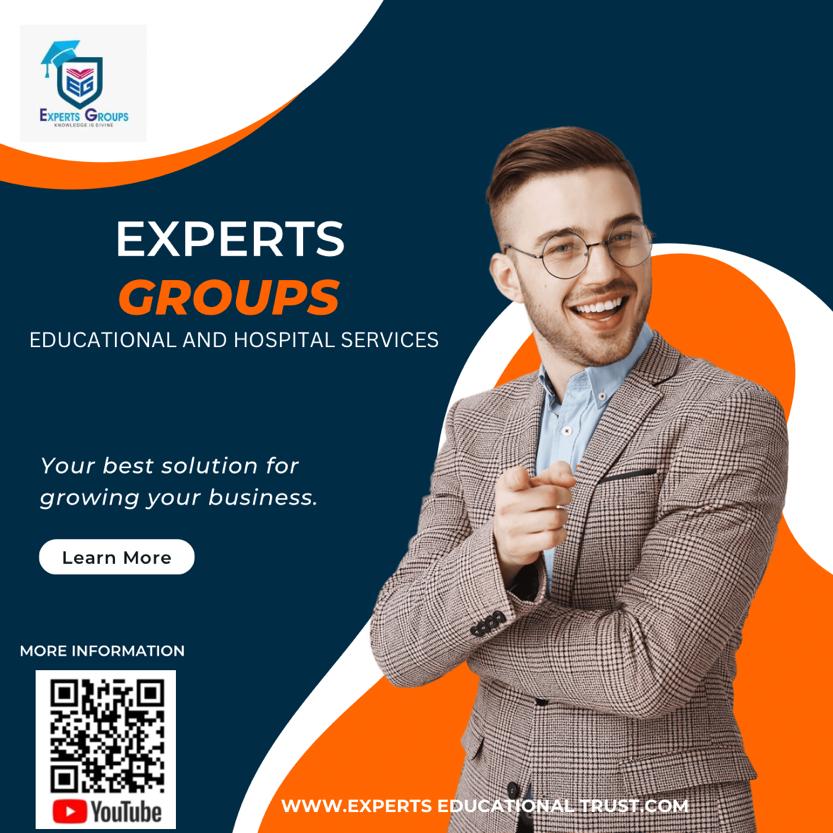 EG
EXPERTS GROUPS
KNOWLEDGE IS DIVINE
EXPERTS
GROUPS
EDUCATIONAL AND HOSPITAL SERVICES
Your best solution for
growing your business.
Learn More
MORE INFORMATION
YouTube
WWW.EXPERTS EDUCATIONAL TRUST.COM